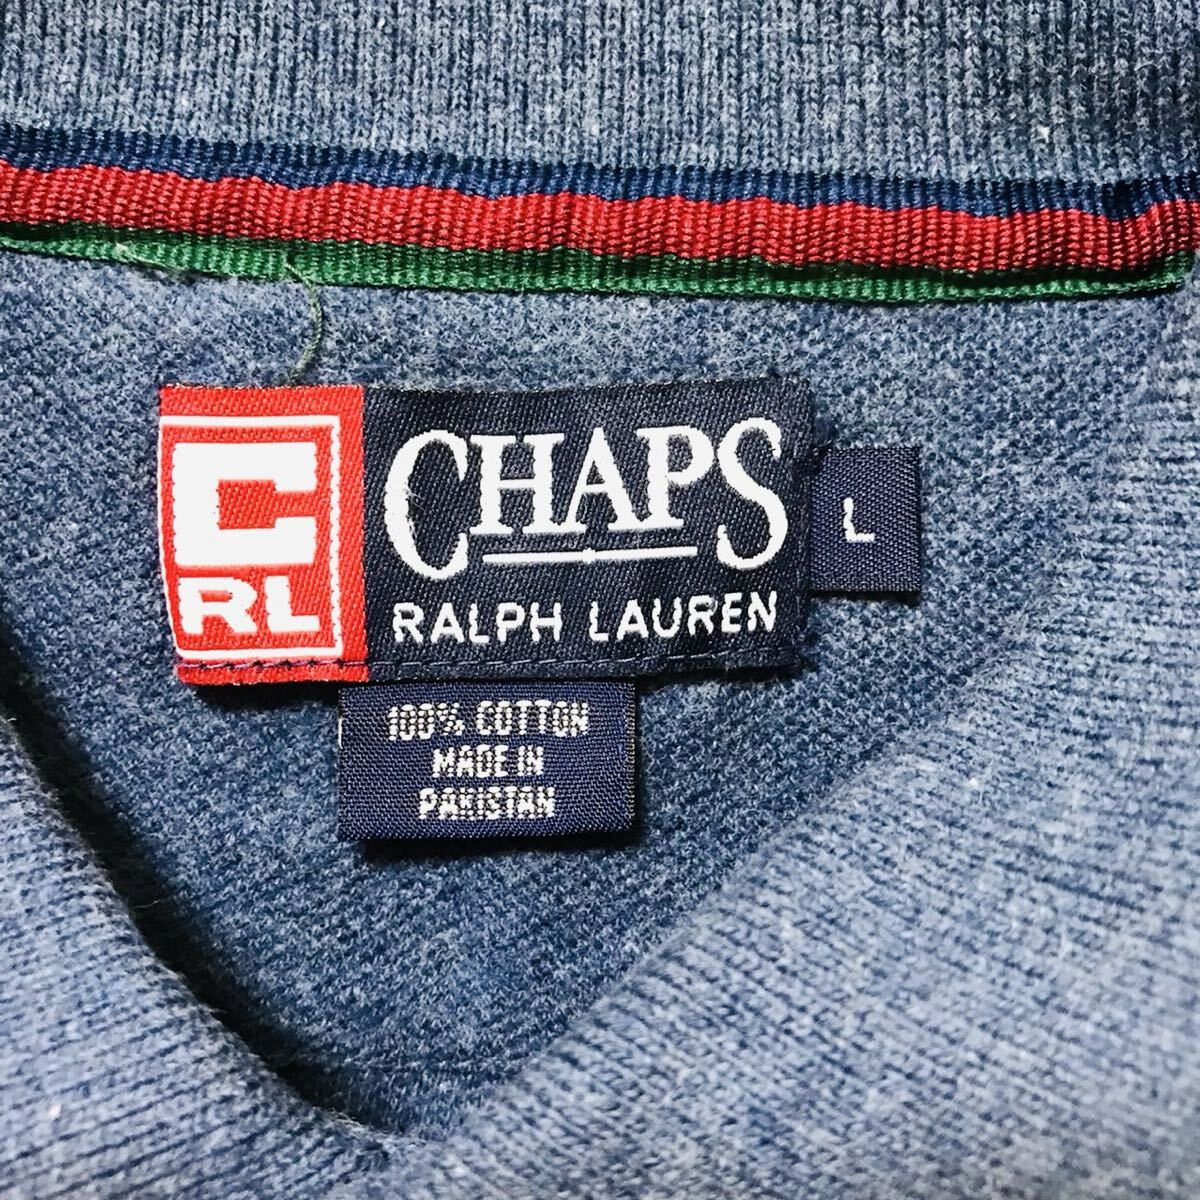 C
RL
CHAPS
RALPH LAUREN
L
100% COTTON
MADE IN
PAKISTAN